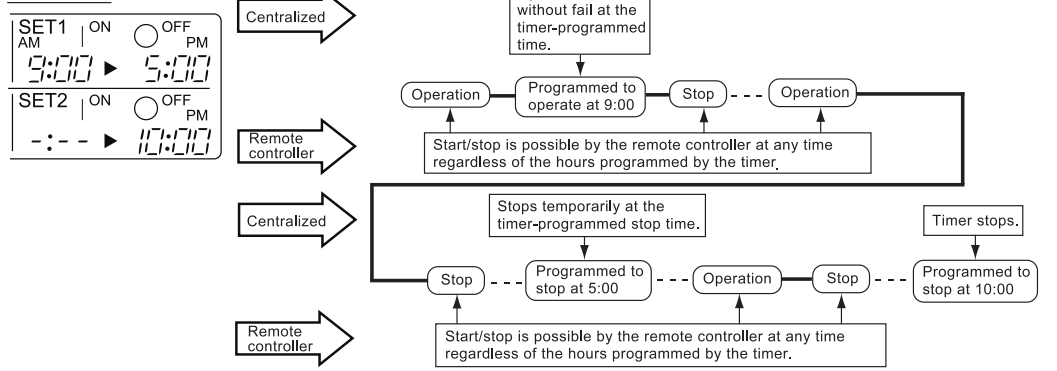 Centralized
without fail at the
timer-programmed
time.
SET1 ON OFF
AM PM
9:00 ▶ 5:00
SET2 ON OFF
PM
-:-- ▶ 10:00
Operation
Programmed to
operate at 9:00
Stop
Operation
Remote
controller
Start/stop is possible by the remote controller at any time
regardless of the hours programmed by the timer.
Centralized
Stops temporarily at the
timer-programmed stop time.
Timer stops.
Stop
Programmed to
stop at 5:00
Operation
Stop
Programmed to
stop at 10:00
Remote
controller
Start/stop is possible by the remote controller at any time
regardless of the hours programmed by the timer.